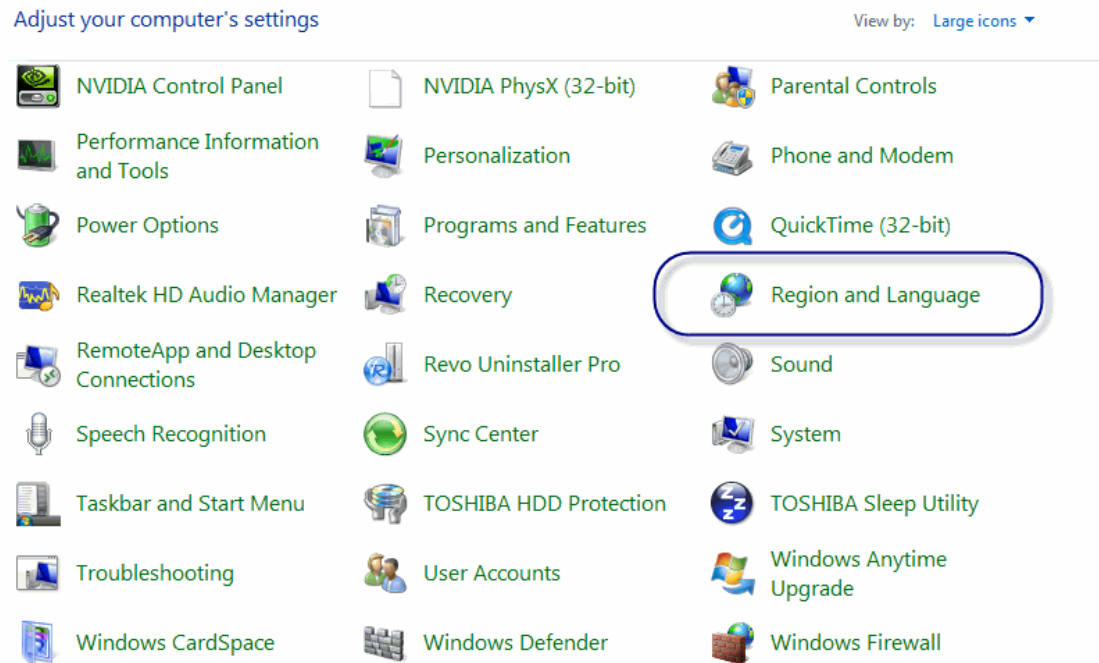 Adjust your computer's settings
View by: Large icons
NVIDIA Control Panel
NVIDIA PhysX (32-bit)
Parental Controls
Performance Information
and Tools
Personalization
Phone and Modem
Power Options
Programs and Features
QuickTime (32-bit)
Realtek HD Audio Manager
Recovery
Region and Language
RemoteApp and Desktop
Connections
Revo Uninstaller Pro
Sound
Speech Recognition
Sync Center
System
Taskbar and Start Menu
TOSHIBA HDD Protection
TOSHIBA Sleep Utility
Troubleshooting
User Accounts
Windows Anytime
Upgrade
Windows CardSpace
Windows Defender
Windows Firewall